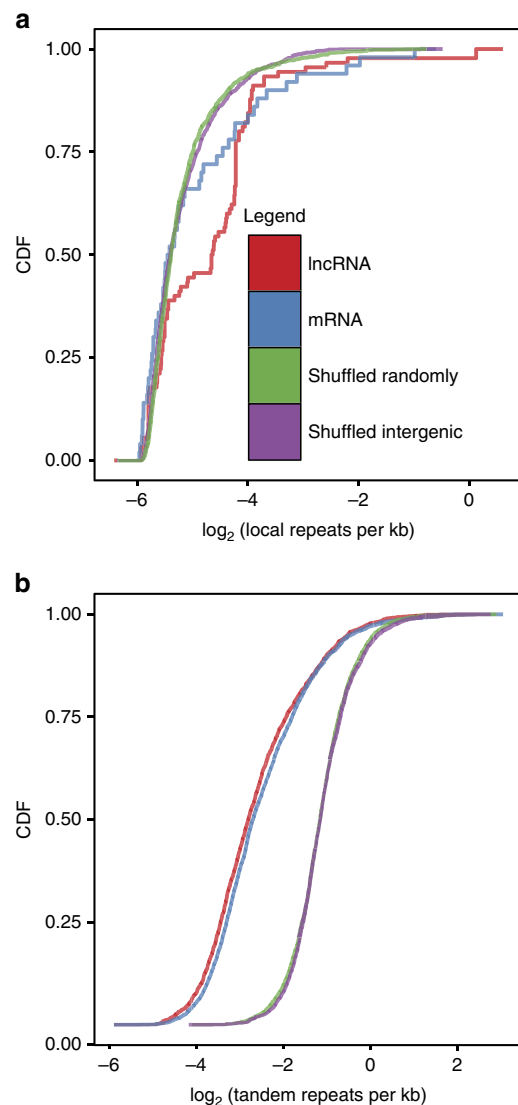 a
1.00
0.75
0.50
0.25
0.00
CDF
Legend
lncRNA
mRNA
Shuffled randomly
Shuffled intergenic
−6
−4
−2
0
log₂ (local repeats per kb)
b
1.00
0.75
0.50
0.25
0.00
CDF
−6
−4
−2
0
2
log₂ (tandem repeats per kb)